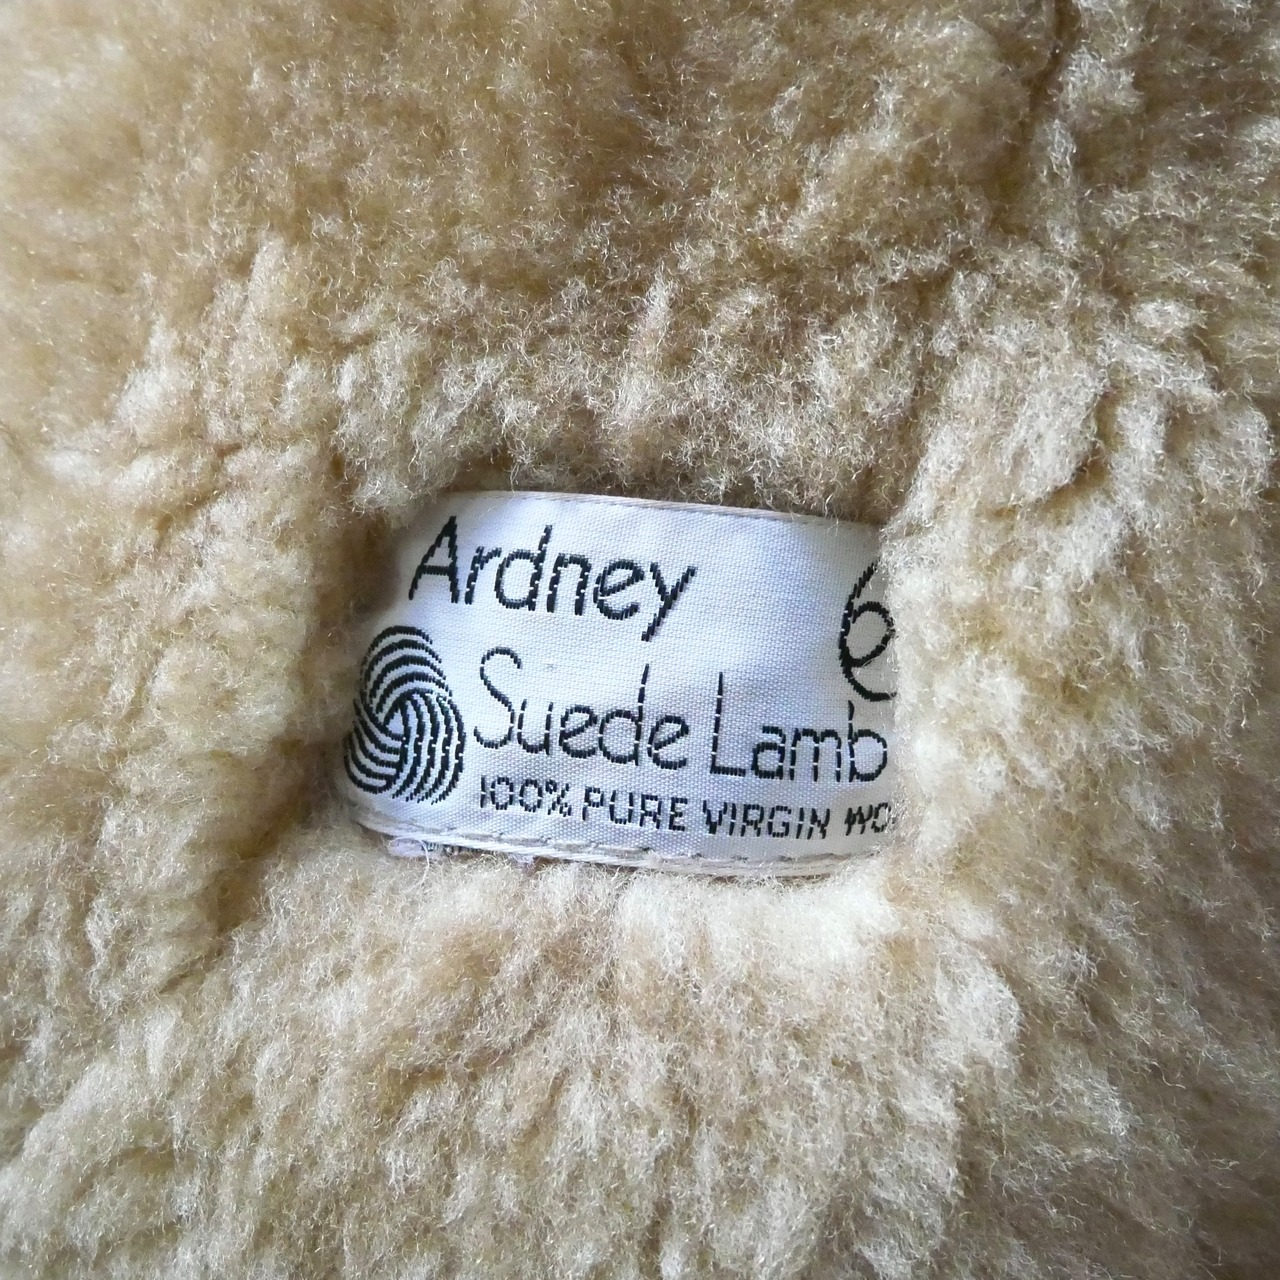 Ardney
Suede Lamb
100% PURE VIRGIN